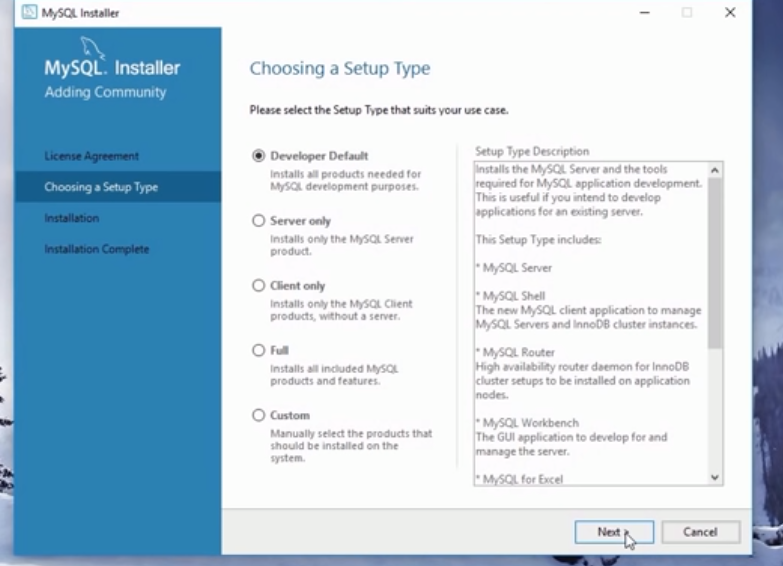 MySQL Installer
MySQL. Installer
Adding Community
License Agreement
Choosing a Setup Type
Installation
Installation Complete
Choosing a Setup Type
Please select the Setup Type that suits your use case.
Developer Default
Installs all products needed for
MySQL development purposes.
Server only
Installs only the MySQL Server
product.
Client only
Installs only the MySQL Client
products, without a server.
Full
Installs all included MySQL
products and features.
Custom
Manually select the products that
should be installed on the
system.
Setup Type Description
Installs the MySQL Server and the tools
required for MySQL application development.
This is useful if you intend to develop
applications for an existing server.
This Setup Type includes:
* MySQL Server
* MySQL Shell
The new MySQL client application to manage
MySQL Servers and InnoDB cluster instances.
* MySQL Router
High availability router daemon for InnoDB
cluster setups to be installed on application
nodes.
* MySQL Workbench
The GUI application to develop for and
manage the server.
* MySQL for Excel
Next >
Cancel